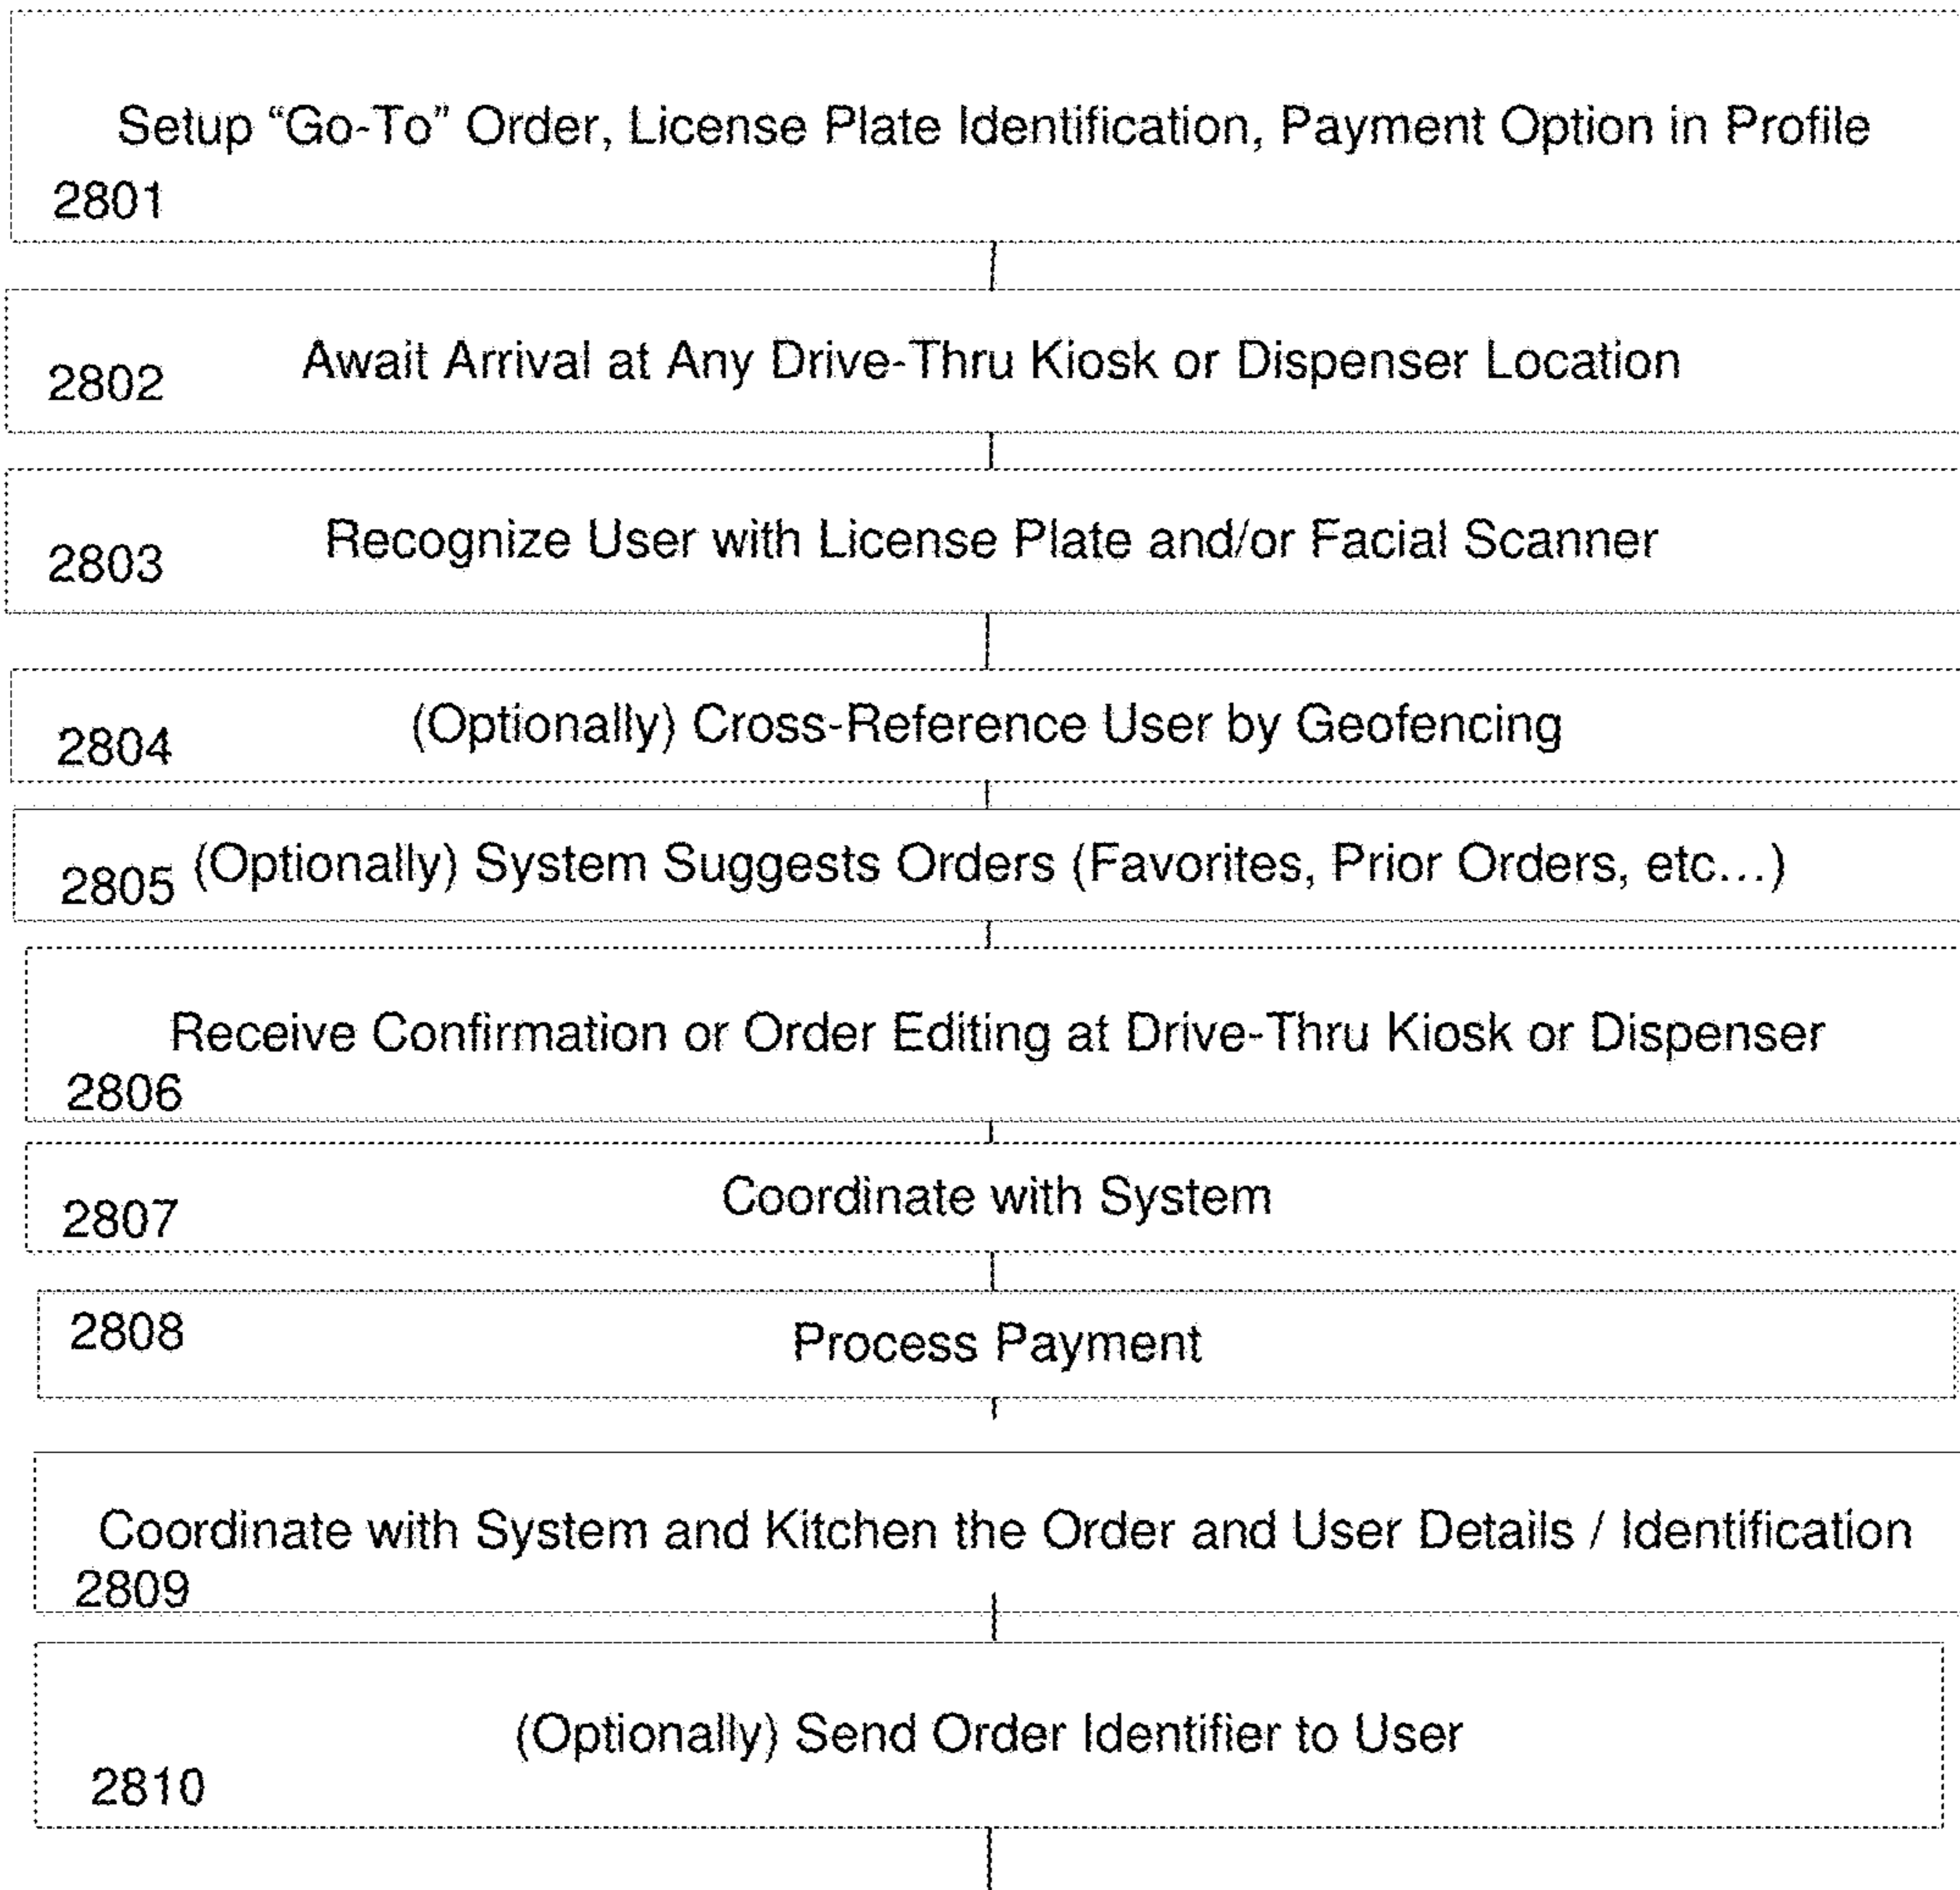 Setup “Go-To” Order, License Plate Identification, Payment Option in Profile
2801
Await Arrival at Any Drive-Thru Kiosk or Dispenser Location
2802
Recognize User with License Plate and/or Facial Scanner
2803
(Optionally) Cross-Reference User by Geofencing
2804
(Optionally) System Suggests Orders (Favorites, Prior Orders, etc...)
2805
Receive Confirmation or Order Editing at Drive-Thru Kiosk or Dispenser
2806
Coordinate with System
2807
2808
Process Payment
Coordinate with System and Kitchen the Order and User Details / Identification
2809
(Optionally) Send Order Identifier to User
2810